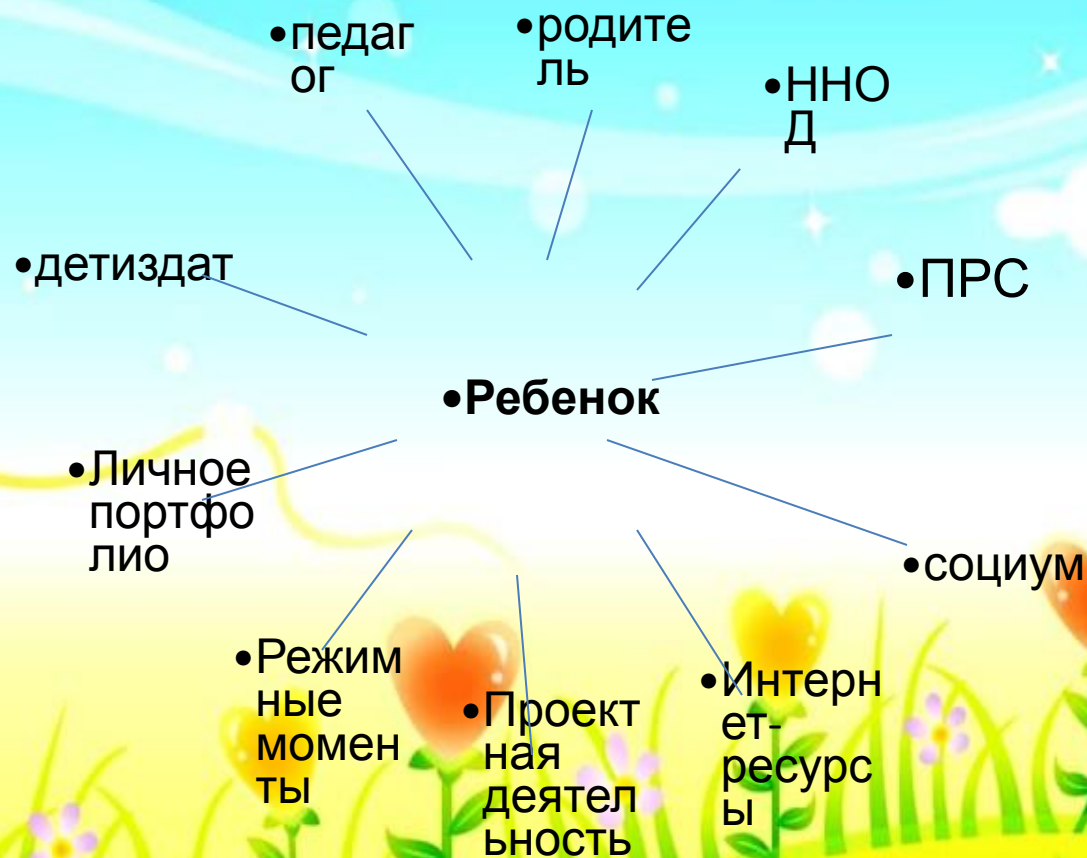 •педаг
ог
•родите
ль
•ННО
Д
•детиздат
•ПРС
•Ребенок
•Личное
портфо
лио
•социум
•Режим
ные
момен
ты
•Проект
ная
деятел
ьность
•Интерн
ет-
ресурс
ы